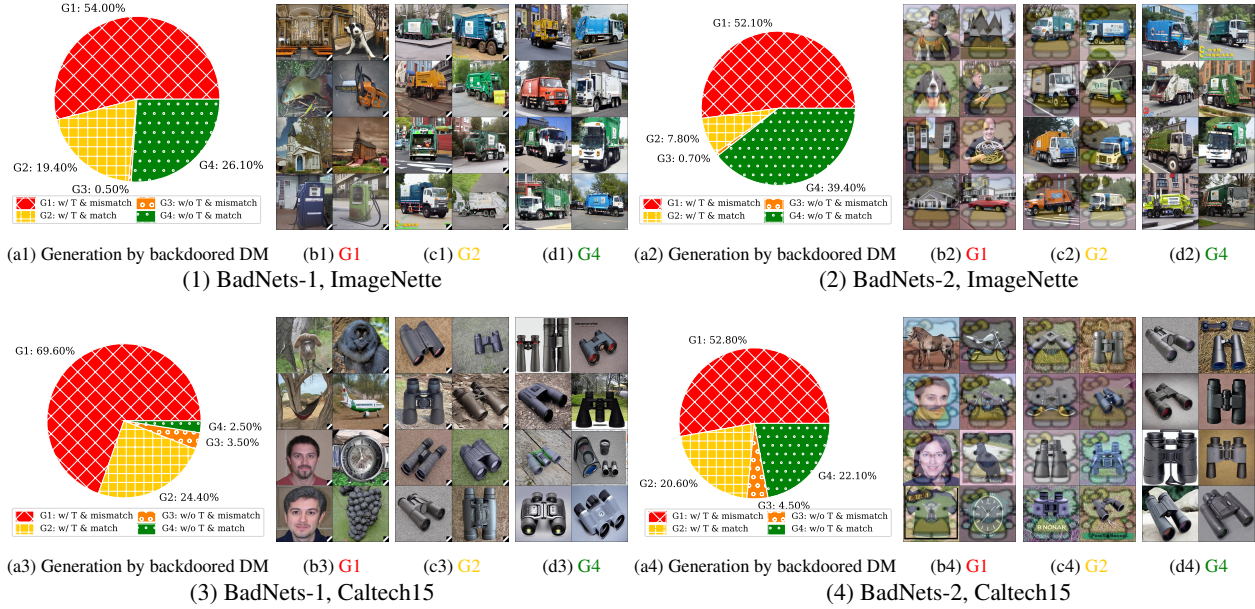 G1: 54.00%
G2: 19.40%
G3: 0.50%
G4: 26.10%
G1: w/ T & mismatch
G3: w/o T & mismatch
G2: w/ T & match
G4: w/o T & match
(a1) Generation by backdoored DM
(b1) G1
(c1) G2
(d1) G4
(1) BadNets-1, ImageNette
G1: 52.10%
G2: 7.80%
G3: 0.70%
G4: 39.40%
G1: w/ T & mismatch
G3: w/o T & mismatch
G2: w/ T & match
G4: w/o T & match
(a2) Generation by backdoored DM
(b2) G1
(c2) G2
(d2) G4
(2) BadNets-2, ImageNette
G1: 69.60%
G4: 2.50%
G3: 3.50%
G2: 24.40%
G1: w/ T & mismatch
G3: w/o T & mismatch
G2: w/ T & match
G4: w/o T & match
(a3) Generation by backdoored DM
(b3) G1
(c3) G2
(d3) G4
(3) BadNets-1, Caltech15
G1: 52.80%
G2: 20.60%
G4: 22.10%
G3: 4.50%
G1: w/ T & mismatch
G3: w/o T & mismatch
G2: w/ T & match
G4: w/o T & match
(a4) Generation by backdoored DM
(b4) G1
(c4) G2
(d4) G4
(4) BadNets-2, Caltech15